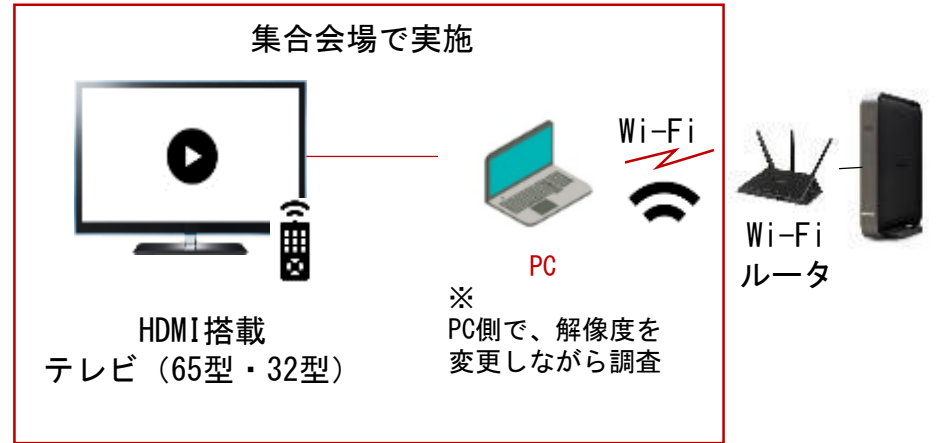 集合会場で実施
Wi-Fi
Wi-Fi
ルータ
PC
※
PC側で、解像度を
変更しながら調査
HDMI搭載
テレビ（65型・32型）